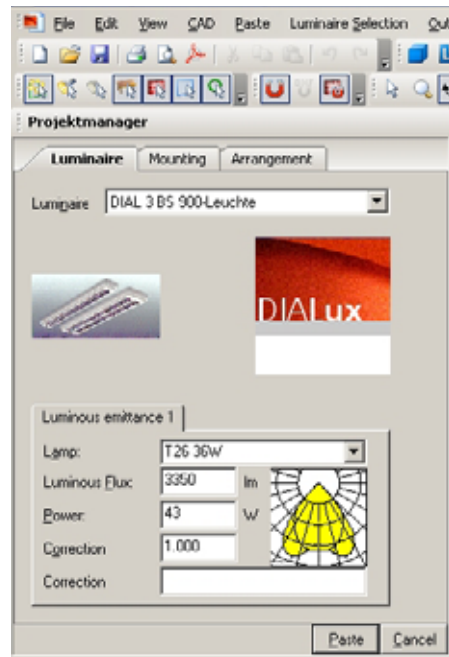 File Edit View CAD Paste Luminaire Selection Out
Projektmanager
Luminaire Mounting Arrangement
Luminaire DIAL 3 BS 900-Leuchte
DIALux
Luminous emittance 1
Lamp: T26 36W
Luminous Flux: 3350 lm
Power: 43 W
Correction 1.000
Correction
Paste Cancel